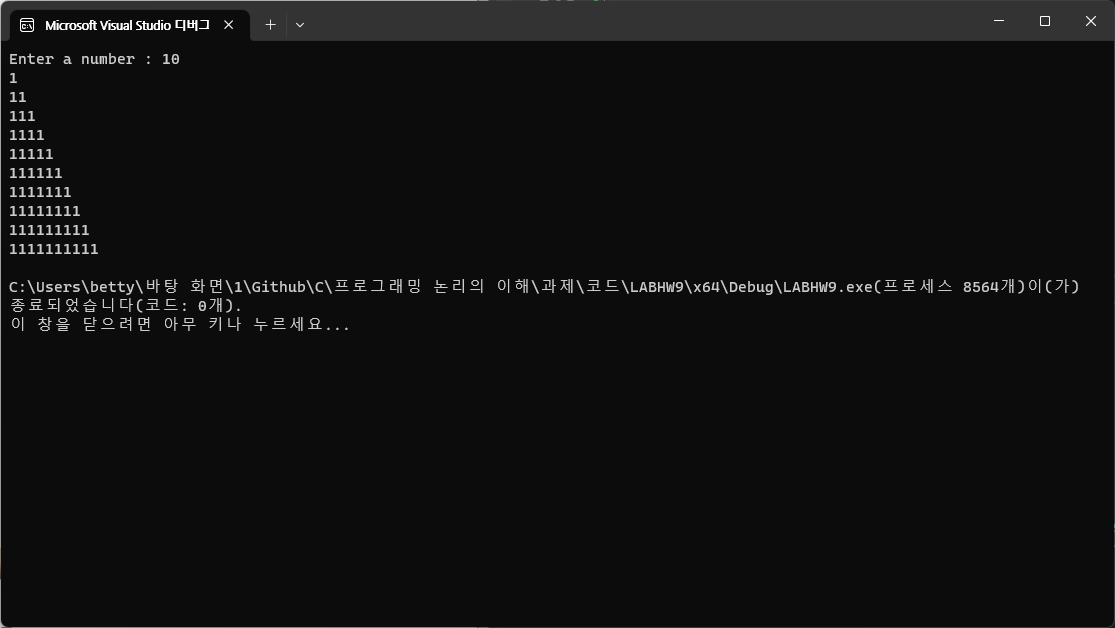 Microsoft Visual Studio 디버그
Enter a number : 10
1
11
111
1111
11111
111111
1111111
11111111
111111111
1111111111
C:\Users\betty\바탕 화면\1\Github\C\프로그래밍 논리의 이해\과제\코드\LABHW9\x64\Debug\LABHW9.exe(프로세스 8564개)이(가)
종료되었습니다(코드: 0개).
이 창을 닫으려면 아무 키나 누르세요...